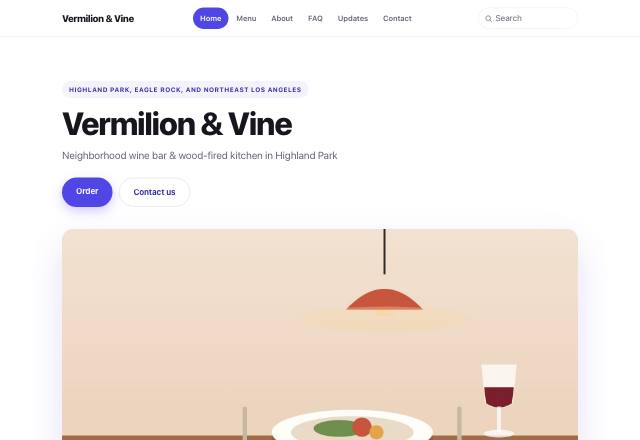 Vermilion & Vine
Home Menu About FAQ Updates Contact
Search
HIGHLAND PARK, EAGLE ROCK, AND NORTHEAST LOS ANGELES
Vermilion & Vine
Neighborhood wine bar & wood-fired kitchen in Highland Park
Order
Contact us